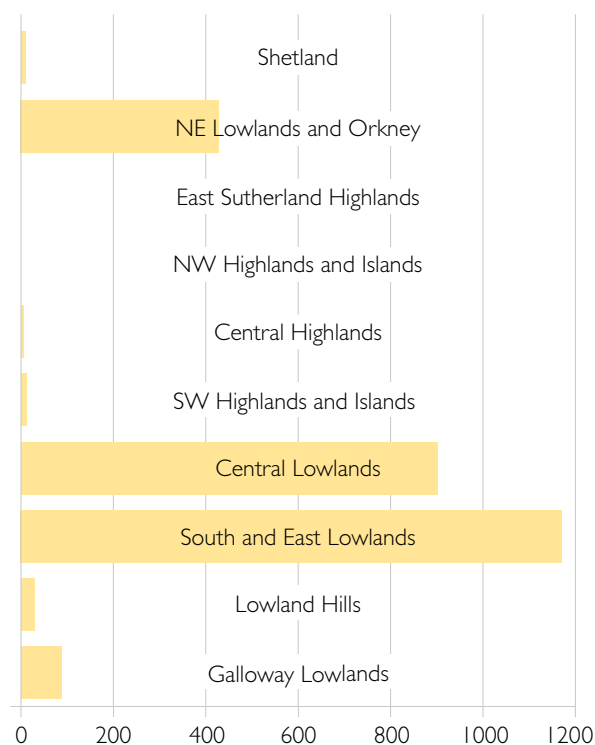 Shetland
NE Lowlands and Orkney
East Sutherland Highlands
NW Highlands and Islands
Central Highlands
SW Highlands and Islands
Central Lowlands
South and East Lowlands
Lowland Hills
Galloway Lowlands
0 200 400 600 800 1000 1200